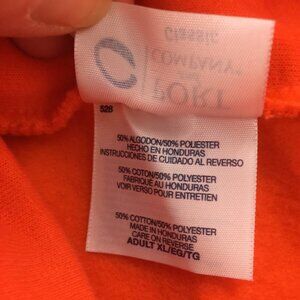 Classic
COMPANY
PORT
528
50% ALGODON/50% POLIESTER
HECHO EN HONDURAS
INSTRUCCIONES DE CUIDADO AL REVERSO
50% COTON/50% POLYESTER
FABRIQUÉ AU HONDURAS
VOIR VERSO POUR ENTRETIEN
50% COTTON/50% POLYESTER
MADE IN HONDURAS
CARE ON REVERSE
ADULT XL/EG/TG